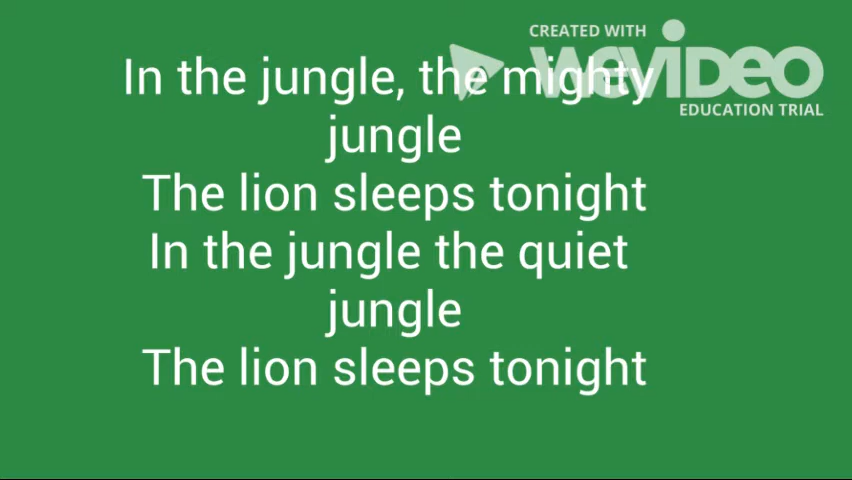 CREATED WITH
WEVIDEO
EDUCATION TRIAL
In the jungle, the mighty
jungle
The lion sleeps tonight
In the jungle the quiet
jungle
The lion sleeps tonight